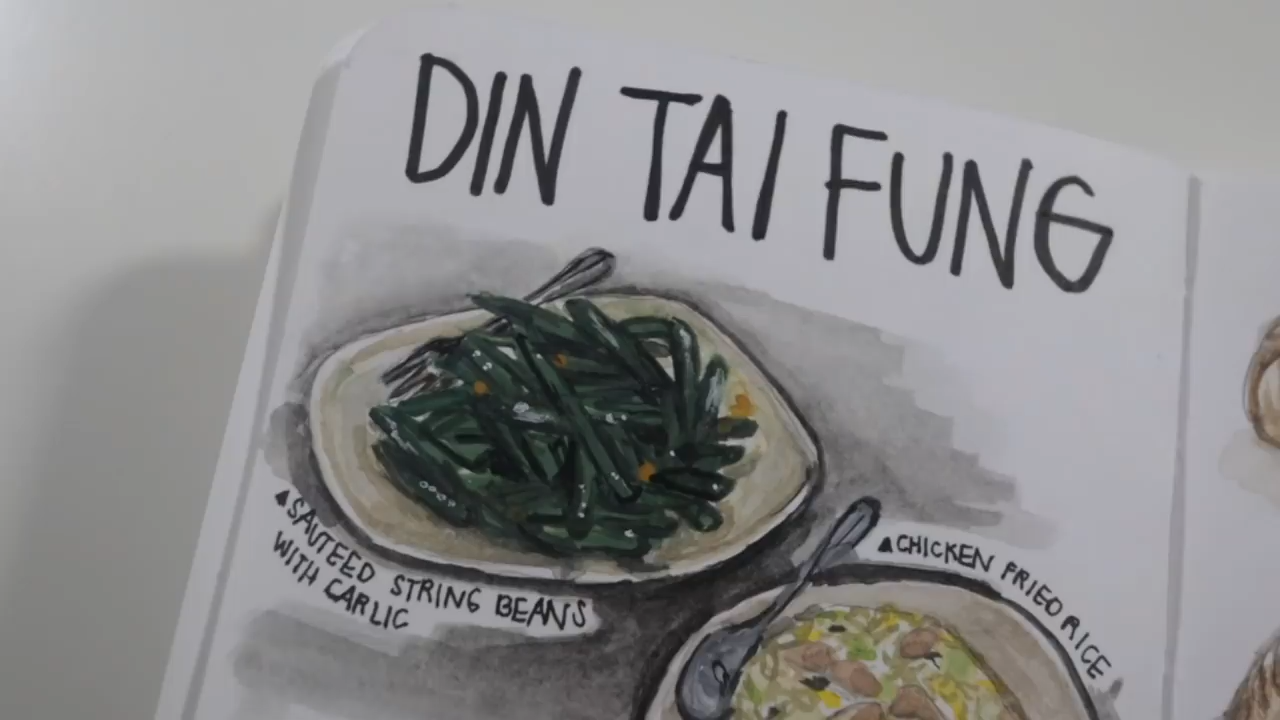 DIN TAI FUNG
▲SAUTEED STRING BEANS
WITH GARLIC
▲CHICKEN FRIED RICE